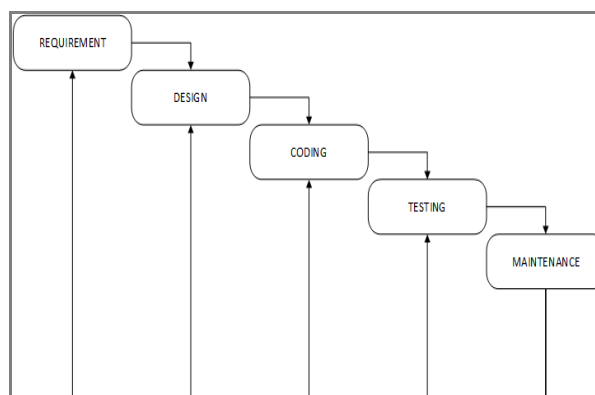 REQUIREMENT
DESIGN
CODING
TESTING
MAINTENANCE